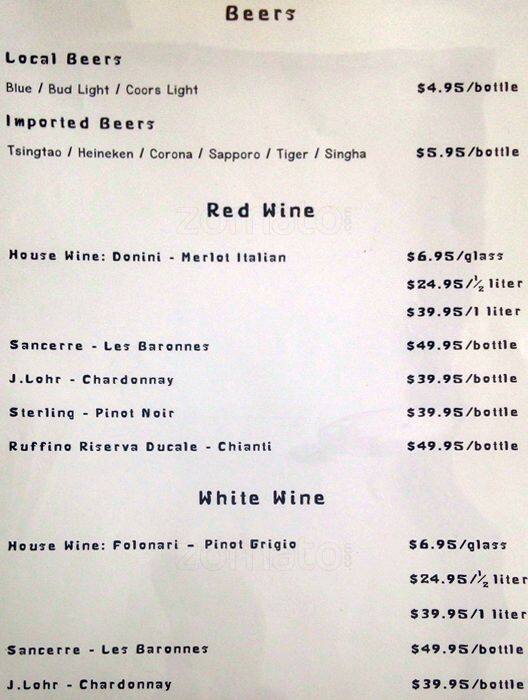 Beers
Local Beers
Blue / Bud Light / Coors Light $4.95/bottle
Imported Beers
Tsingtao / Heineken / Corona / Sapporo / Tiger / Singha $5.95/bottle
zomato.com
Red Wine
House Wine: Donini - Merlot Italian $6.95/glass
$24.95/½ liter
$39.95/1 liter
Sancerre - Les Baronnes $49.95/bottle
J.Lohr - Chardonnay $39.95/bottle
Sterling - Pinot Noir $39.95/bottle
Ruffino Riserva Ducale - Chianti $49.95/bottle
White Wine
House Wine: Folonari - Pinot Grigio $6.95/glass
zomato.com
$24.95/½ liter
$39.95/1 liter
Sancerre - Les Baronnes $49.95/bottle
J.Lohr - Chardonnay $39.95/bottle